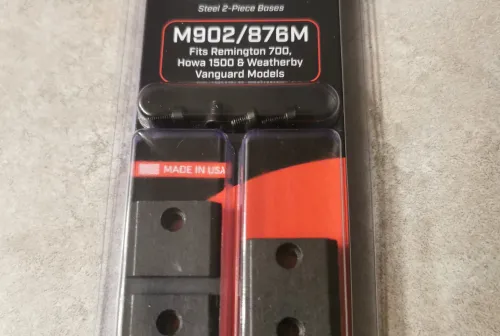 Steel 2-Piece Bases
M902/876M
Fits Remington 700,
Howa 1500 & Weatherby
Vanguard Models
MADE IN USA